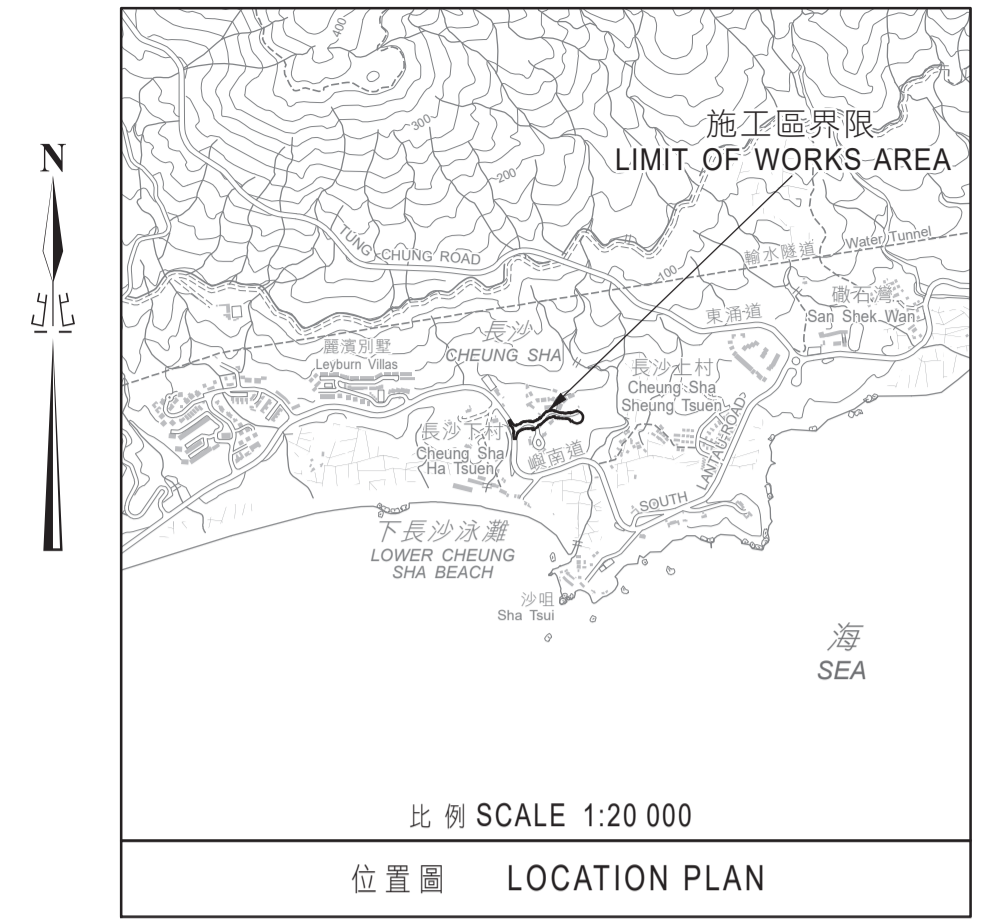 400
300
施工區界限
LIMIT OF WORKS AREA
200
N
北
TUNG CHUNG ROAD
輸水隧道 Water Tunnel
100
磡石灣
San Shek Wan
東涌道
長沙
CHEUNG SHA
麗濱別墅
Leyburn Villas
長沙上村
Cheung Sha
Sheung Tsuen
長沙下村
Cheung Sha
Ha Tsuen
嶼南道
SOUTH LANTAU ROAD
下長沙泳灘
LOWER CHEUNG
SHA BEACH
沙咀
Sha Tsui
海
SEA
比例 SCALE 1:20 000
位置圖 LOCATION PLAN